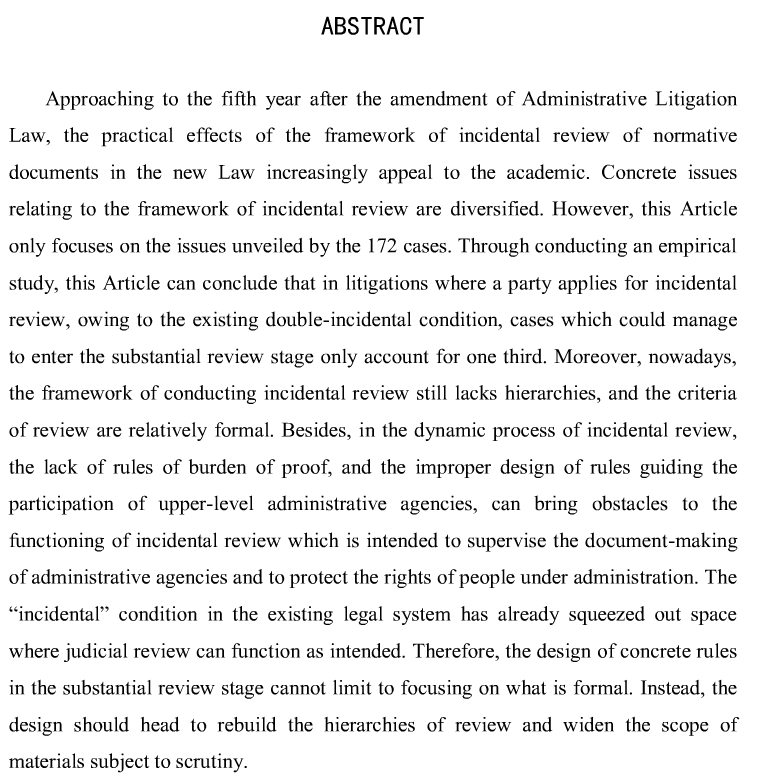 ABSTRACT
Approaching to the fifth year after the amendment of Administrative Litigation
Law, the practical effects of the framework of incidental review of normative
documents in the new Law increasingly appeal to the academic. Concrete issues
relating to the framework of incidental review are diversified. However, this Article
only focuses on the issues unveiled by the 172 cases. Through conducting an empirical
study, this Article can conclude that in litigations where a party applies for incidental
review, owing to the existing double-incidental condition, cases which could manage
to enter the substantial review stage only account for one third. Moreover, nowadays,
the framework of conducting incidental review still lacks hierarchies, and the criteria
of review are relatively formal. Besides, in the dynamic process of incidental review,
the lack of rules of burden of proof, and the improper design of rules guiding the
participation of upper-level administrative agencies, can bring obstacles to the
functioning of incidental review which is intended to supervise the document-making
of administrative agencies and to protect the rights of people under administration. The
“incidental” condition in the existing legal system has already squeezed out space
where judicial review can function as intended. Therefore, the design of concrete rules
in the substantial review stage cannot limit to focusing on what is formal. Instead, the
design should head to rebuild the hierarchies of review and widen the scope of
materials subject to scrutiny.